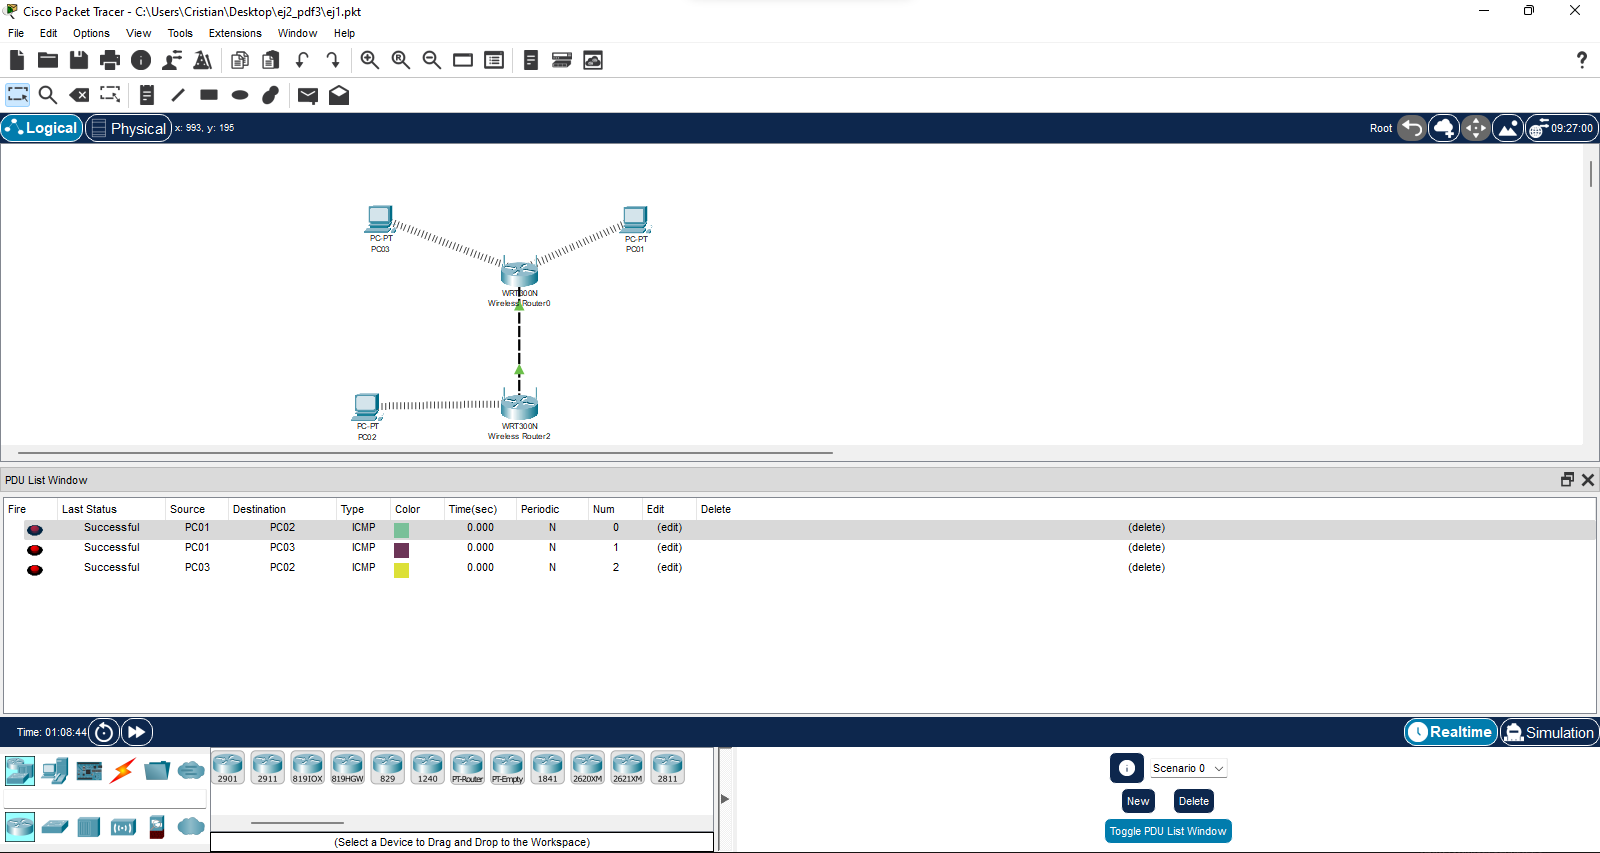 Cisco Packet Tracer - C:\Users\Cristian\Desktop\ej2_pdf3\ej1.pkt
File Edit Options View Tools Extensions Window Help
Logical Physical x: 993, y: 195 Root 09:27:00
PC-PT
PC03
PC-PT
PC01
WRT300N
Wireless Router0
PC-PT
PC02
WRT300N
Wireless Router2
PDU List Window
Fire Last Status Source Destination Type Color Time(sec) Periodic Num Edit Delete
Successful PC01 PC02 ICMP 0.000 N 0 (edit) (delete)
Successful PC01 PC03 ICMP 0.000 N 1 (edit) (delete)
Successful PC03 PC02 ICMP 0.000 N 2 (edit) (delete)
Time: 01:08:44 Realtime Simulation
2901 2911 819IOX 819HGW 829 1240 PT-Router PT-Empty 1841 2620XM 2621XM 2811
Scenario 0
New Delete
Toggle PDU List Window
(Select a Device to Drag and Drop to the Workspace)